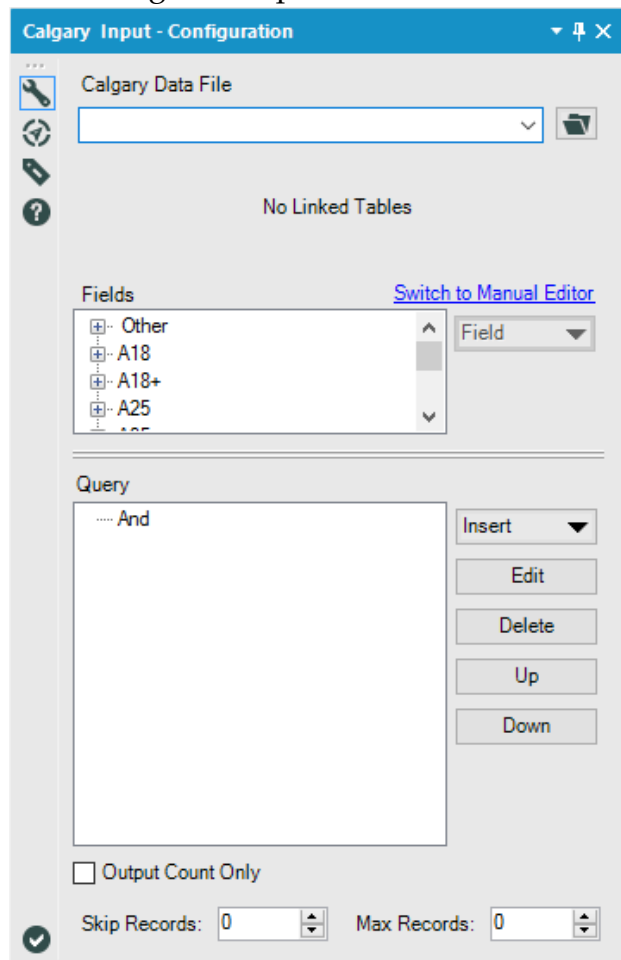 Calgary Input - Configuration
Calgary Data File
No Linked Tables
Fields
Switch to Manual Editor
Other
Field
A18
A18+
A25
Query
And
Insert
Edit
Delete
Up
Down
Output Count Only
Skip Records: 0
Max Records: 0